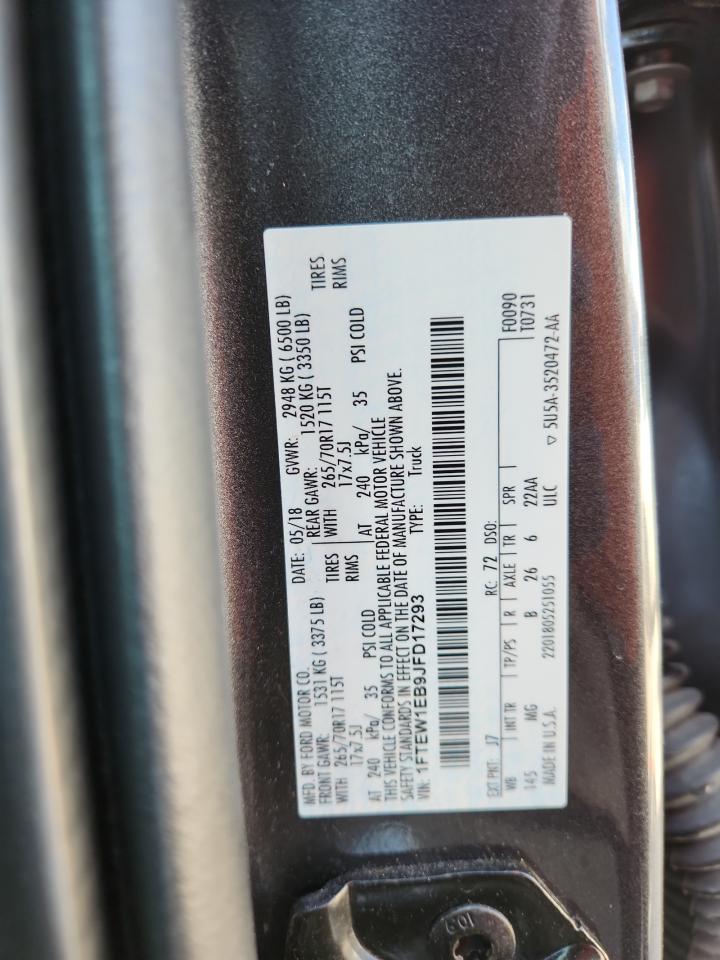 MFD. BY FORD MOTOR CO. DATE: 05/18 GVWR: 2948 KG ( 6500 LB)
FRONT GAWR: 1531 KG ( 3375 LB) REAR GAWR: 1520 KG ( 3350 LB)
WITH 265/70R17 115T TIRES WITH 265/70R17 115T TIRES
17x7.5J RIMS 17x7.5J RIMS
AT 240 kPa/ 35 PSI COLD AT 240 kPa/ 35 PSI COLD
THIS VEHICLE CONFORMS TO ALL APPLICABLE FEDERAL MOTOR VEHICLE
SAFETY STANDARDS IN EFFECT ON THE DATE OF MANUFACTURE SHOWN ABOVE.
VIN: 1FTEW1EB9JFD17293 TYPE: Truck
EXT PNT: J7 RC: 72 DSO: F0090
WB INT TR TP/PS R AXLE TR SPR T0731
145 MG B 26 6 22AA
MADE IN U.S.A. 2201805251055 ULC ▽ 5U5A-3520472-AA